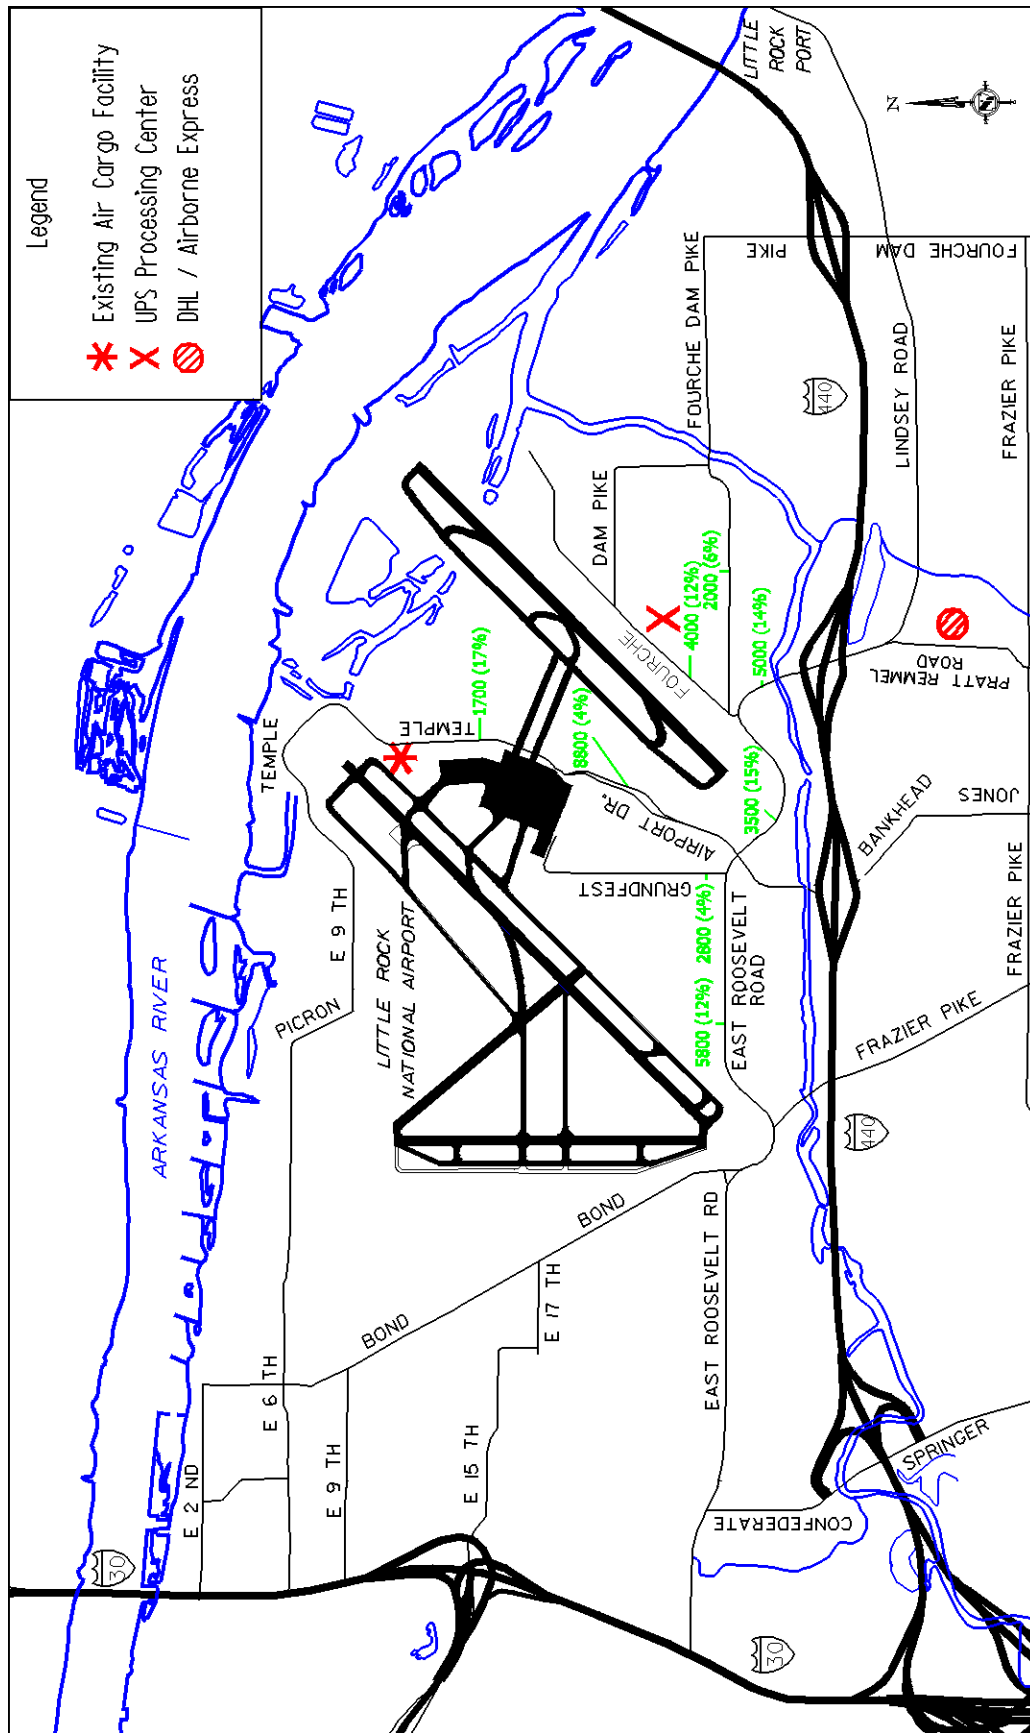 Legend
Existing Air Cargo Facility
UPS Processing Center
DHL / Airborne Express
N
N
LITTLE
ROCK
PORT
ARKANSAS RIVER
TEMPLE
TEMPLE
E 9 TH
PICRON
LITTLE ROCK
NATIONAL AIRPORT
1700 (17%)
8800 (4%)
AIRPORT DR.
GRUNDFEST
FOURCHE
DAM PIKE
FOURCHE DAM PIKE
PIKE
FOURCHE DAM
4000 (12%)
2000 (6%)
5000 (14%)
3500 (15%)
2800 (4%)
5800 (12%)
EAST ROOSEVELT
ROAD
440
LINDSEY ROAD
FRAZIER PIKE
PRATT REMMEL
ROAD
BANKHEAD
JONES
FRAZIER PIKE
FRAZIER PIKE
440
BOND
BOND
E 17 TH
E 6 TH
E 2 ND
E 9 TH
E 15 TH
EAST ROOSEVELT RD
CONFEDERATE
SPRINGER
30
30